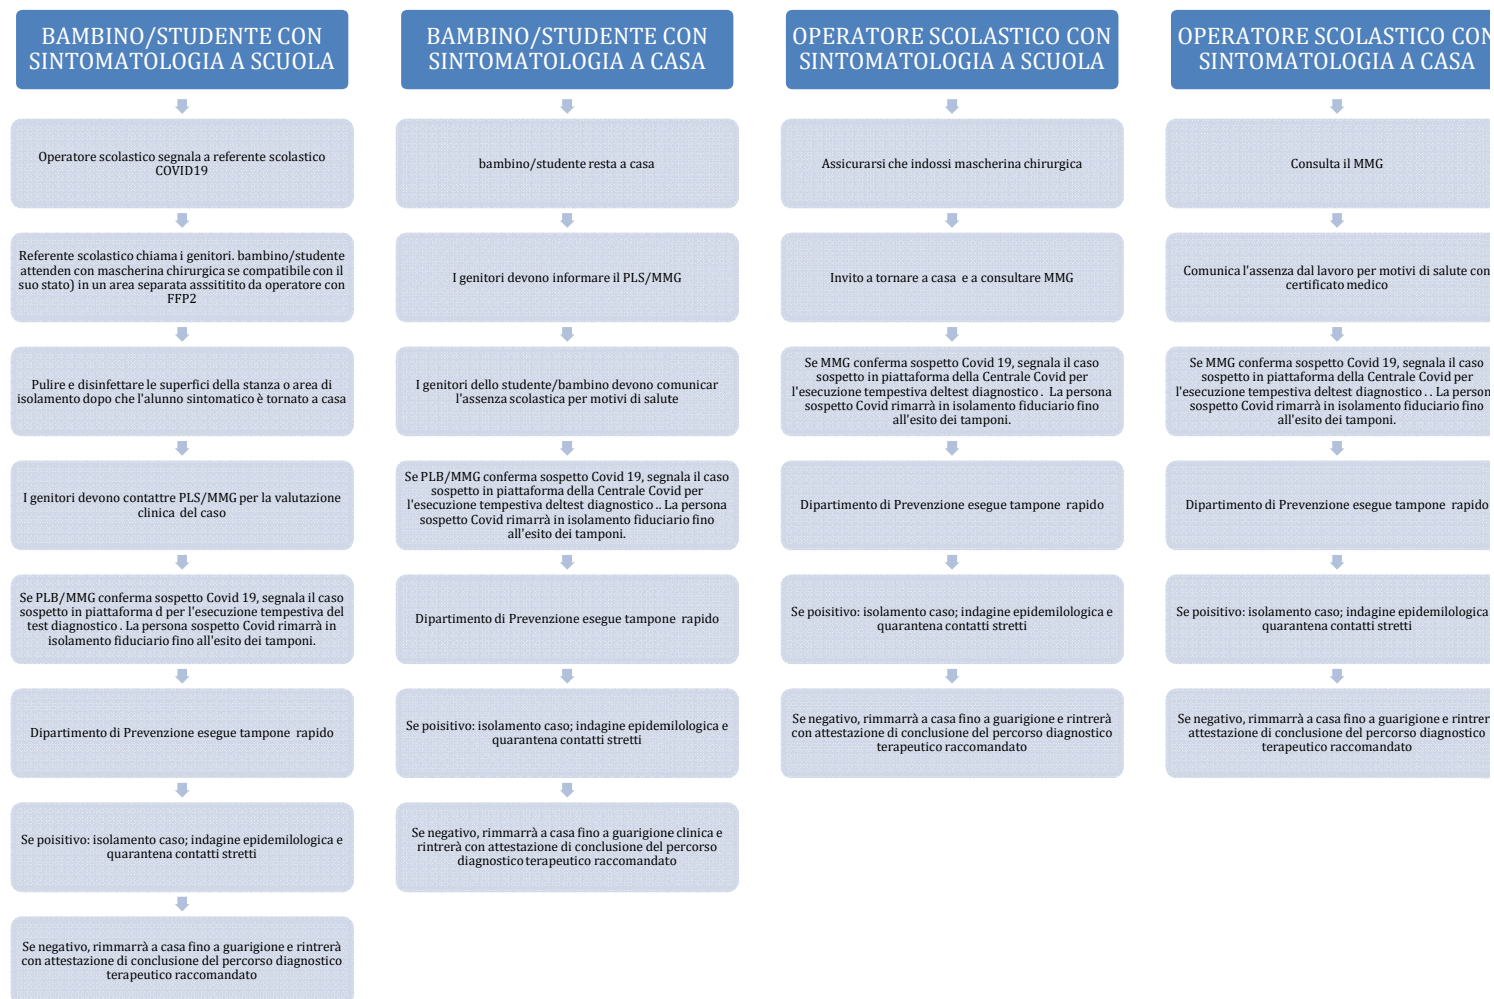 BAMBINO/STUDENTE CON
SINTOMATOLOGIA A SCUOLA
Operatore scolastico segnala a referente scolastico
COVID19
Referente scolastico chiama i genitori. bambino/studente
attenden con mascherina chirurgica se compatibile con il
suo stato) in un area separata asssititito da operatore con
FFP2
Pulire e disinfettare le superfici della stanza o area di
isolamento dopo che l'alunno sintomatico è tornato a casa
I genitori devono contattre PLS/MMG per la valutazione
clinica del caso
Se PLB/MMG conferma sospetto Covid 19, segnala il caso
sospetto in piattaforma d per l'esecuzione tempestiva del
test diagnostico . La persona sospetto Covid rimarrà in
isolamento fiduciario fino all'esito dei tamponi.
Dipartimento di Prevenzione esegue tampone rapido
Se poisitivo: isolamento caso; indagine epidemilologica e
quarantena contatti stretti
Se negativo, rimmarrà a casa fino a guarigione e rintrerà
con attestazione di conclusione del percorso diagnostico
terapeutico raccomandato
BAMBINO/STUDENTE CON
SINTOMATOLOGIA A CASA
bambino/studente resta a casa
I genitori devono informare il PLS/MMG
I genitori dello studente/bambino devono comunicar
l'assenza scolastica per motivi di salute
Se PLB/MMG conferma sospetto Covid 19, segnala il caso
sospetto in piattaforma della Centrale Covid per
l'esecuzione tempestiva deltest diagnostico .. La persona
sospetto Covid rimarrà in isolamento fiduciario fino
all'esito dei tamponi.
Dipartimento di Prevenzione esegue tampone rapido
Se poisitivo: isolamento caso; indagine epidemilologica e
quarantena contatti stretti
Se negativo, rimmarrà a casa fino a guarigione clinica e
rintrerà con attestazione di conclusione del percorso
diagnostico terapeutico raccomandato
OPERATORE SCOLASTICO CON
SINTOMATOLOGIA A SCUOLA
Assicurarsi che indossi mascherina chirurgica
Invito a tornare a casa e a consultare MMG
Se MMG conferma sospetto Covid 19, segnala il caso
sospetto in piattaforma della Centrale Covid per
l'esecuzione tempestiva deltest diagnostico . La persona
sospetto Covid rimarrà in isolamento fiduciario fino
all'esito dei tamponi.
Dipartimento di Prevenzione esegue tampone rapido
Se poisitivo: isolamento caso; indagine epidemilologica e
quarantena contatti stretti
Se negativo, rimmarrà a casa fino a guarigione e rintrerà
con attestazione di conclusione del percorso diagnostico
terapeutico raccomandato
OPERATORE SCOLASTICO CON
SINTOMATOLOGIA A CASA
Consulta il MMG
Comunica l'assenza dal lavoro per motivi di salute con
certificato medico
Se MMG conferma sospetto Covid 19, segnala il caso
sospetto in piattaforma della Centrale Covid per
l'esecuzione tempestiva deltest diagnostico . . La person
sospetto Covid rimarrà in isolamento fiduciario fino
all'esito dei tamponi.
Dipartimento di Prevenzione esegue tampone rapido
Se poisitivo: isolamento caso; indagine epidemilologica
quarantena contatti stretti
Se negativo, rimmarrà a casa fino a guarigione e rintrer
attestazione di conclusione del percorso diagnostico
terapeutico raccomandato